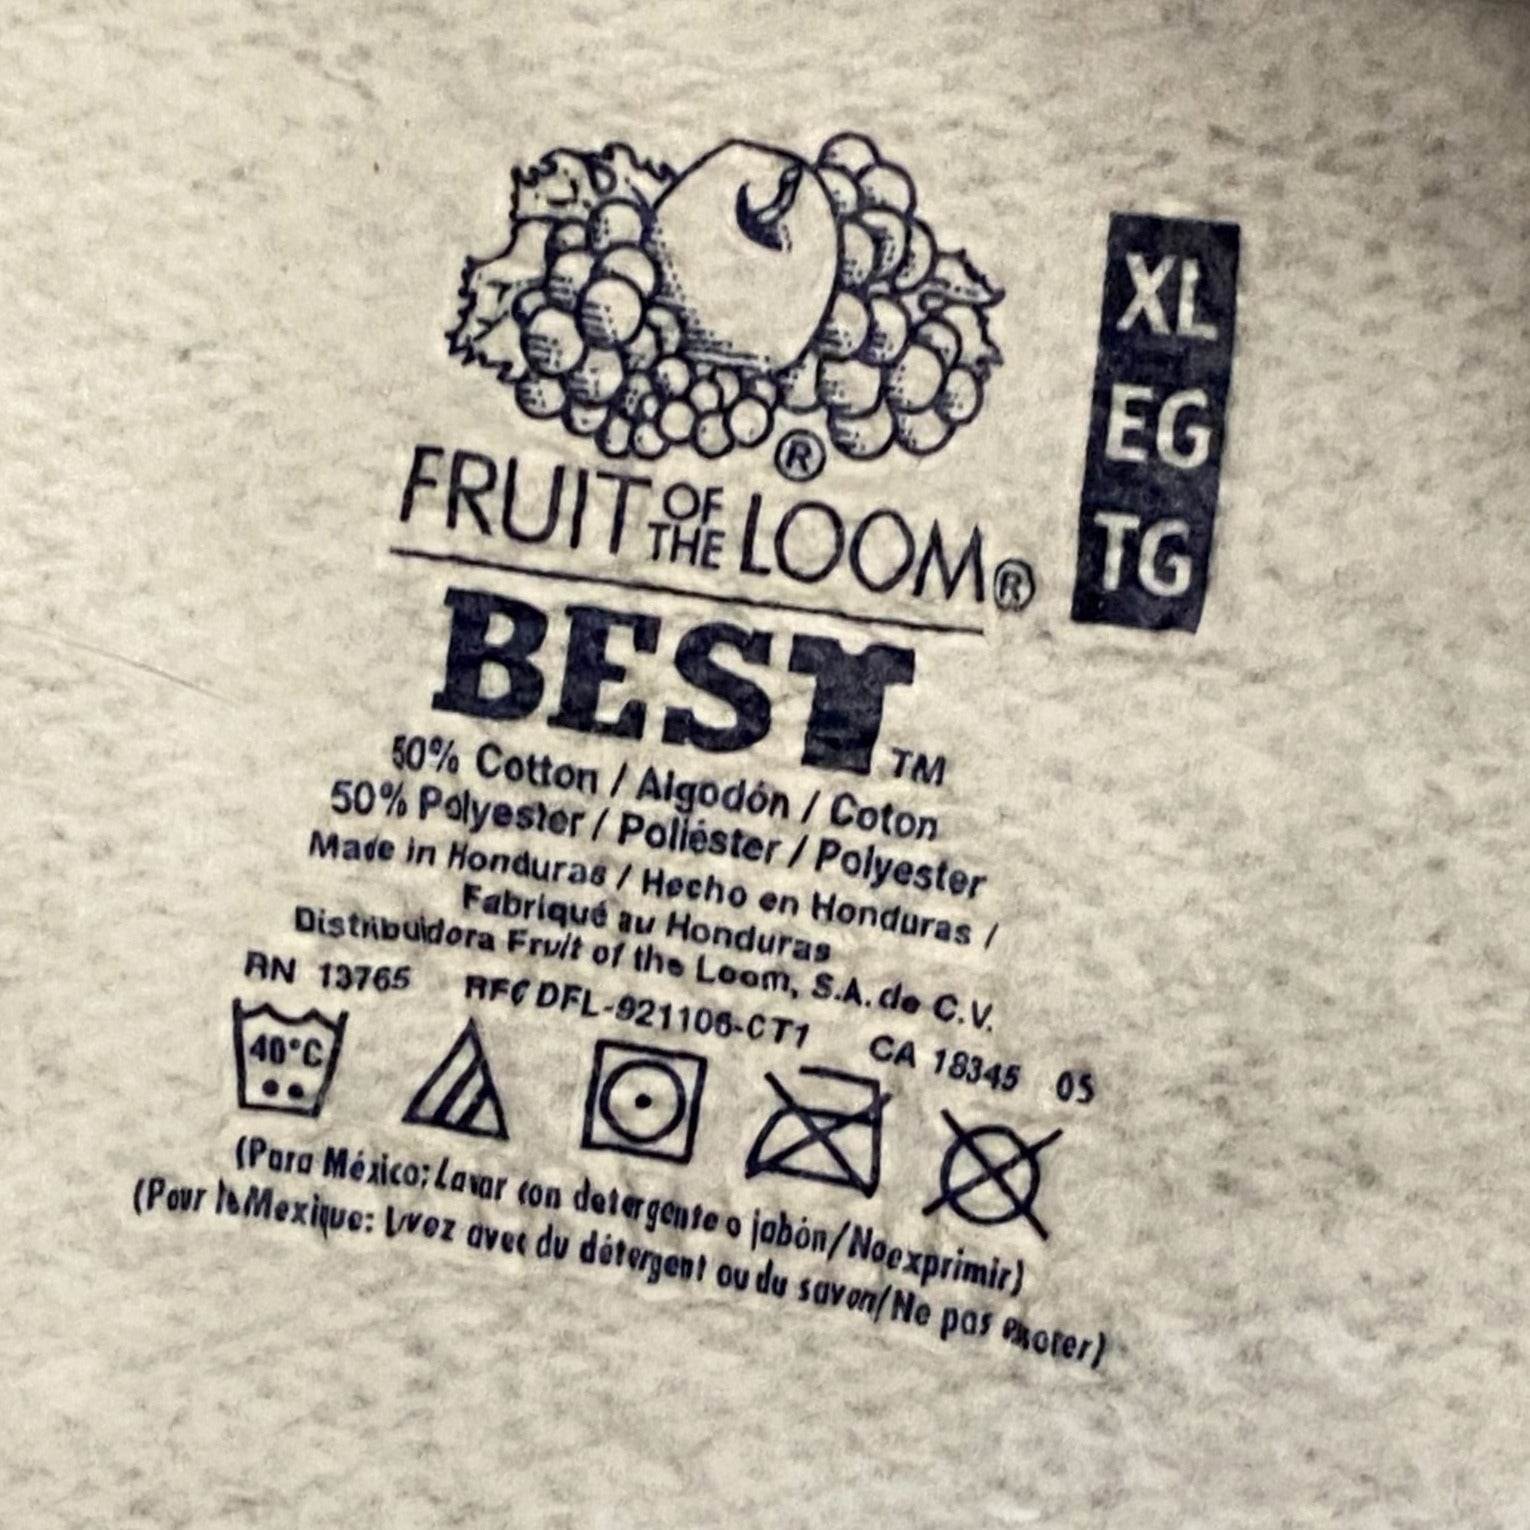 ®
FRUIT OF THE LOOM®
BEST™
XL
EG
TG
50% Cotton / Algodón / Coton
50% Polyester / Poliéster / Polyester
Made in Honduras / Hecho en Honduras /
Fabriqué au Honduras
Distribuidora Fruit of the Loom, S.A. de C.V.
RN 13765 RFC DFL-921106-CT1 CA 18345 05
40°C
(Para México; Lavar con detergente o jabón/No exprimir)
(Pour le Mexique: Lavez avec du détergent ou du savon/Ne pas